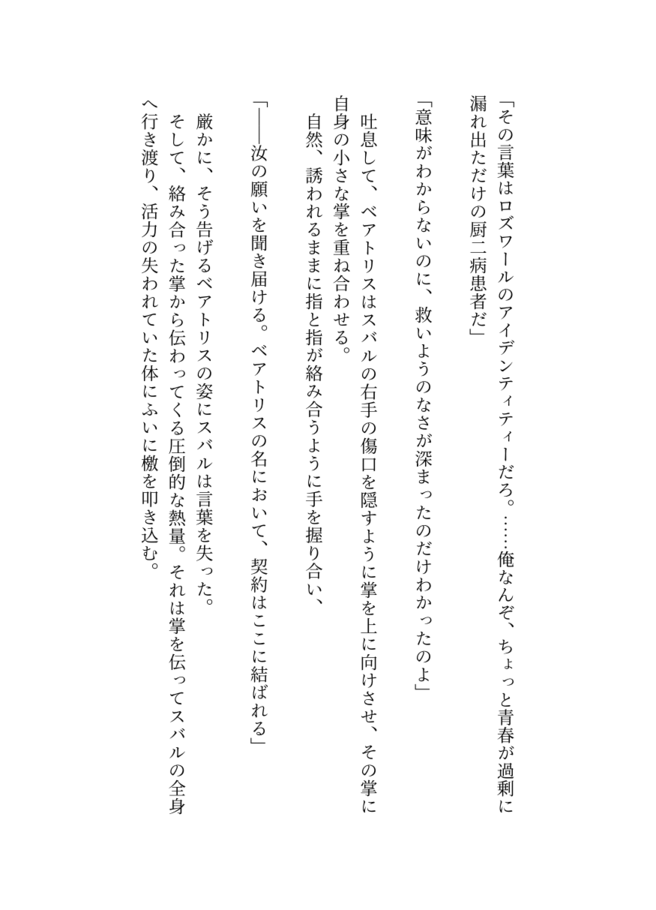 「その言葉はロズワールのアイデンティティーだろ。……俺なんぞ、ちょっと青春が過剰に
漏れ出ただけの厨二病患者だ」
「意味がわからないのに、救いようのなさが深まったのだけわかったのよ」
吐息して、ベアトリスはスバルの右手の傷口を隠すように掌を上に向けさせ、その掌に
自身の小さな掌を重ね合わせる。
自然、誘われるままに指と指が絡み合うように手を握り合い、
「――汝の願いを聞き届ける。ベアトリスの名において、契約はここに結ばれる」
厳かに、そう告げるベアトリスの姿にスバルは言葉を失った。
そして、絡み合った掌から伝わってくる圧倒的な熱量。それは掌を伝ってスバルの全身
へ行き渡り、活力の失われていた体にふいに檄を叩き込む。